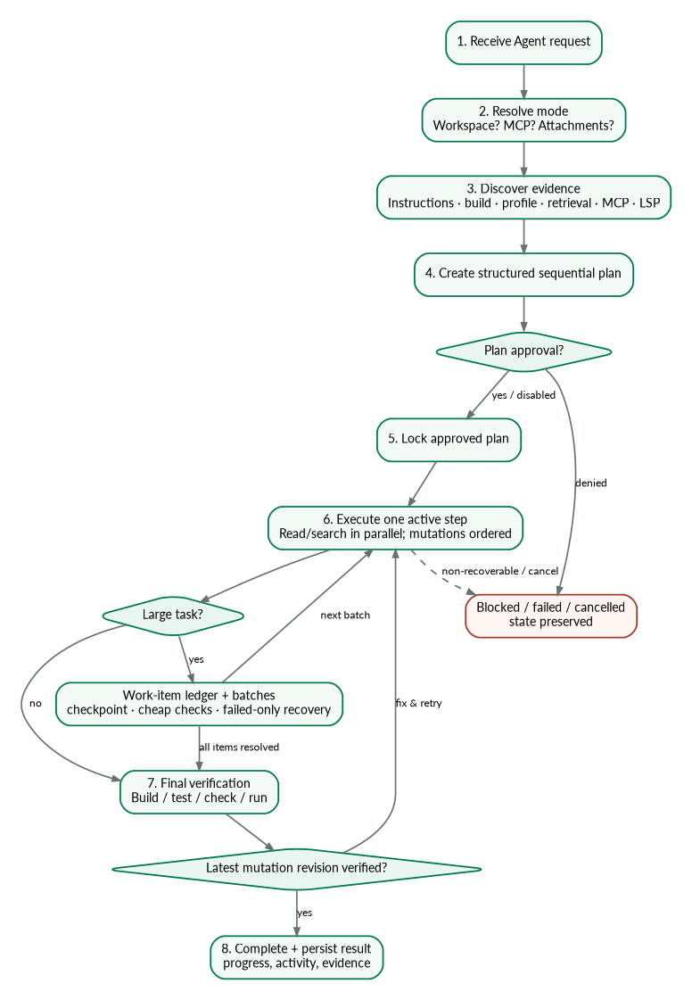 1. Receive Agent request
2. Resolve mode
Workspace? MCP? Attachments?
3. Discover evidence
Instructions · build · profile · retrieval · MCP · LSP
4. Create structured sequential plan
Plan approval?
yes / disabled
5. Lock approved plan
denied
6. Execute one active step
Read/search in parallel; mutations ordered
non-recoverable / cancel
Blocked / failed / cancelled
state preserved
Large task?
next batch
yes
no
Work-item ledger + batches
checkpoint · cheap checks · failed-only recovery
fix & retry
all items resolved
7. Final verification
Build / test / check / run
Latest mutation revision verified?
yes
8. Complete + persist result
progress, activity, evidence